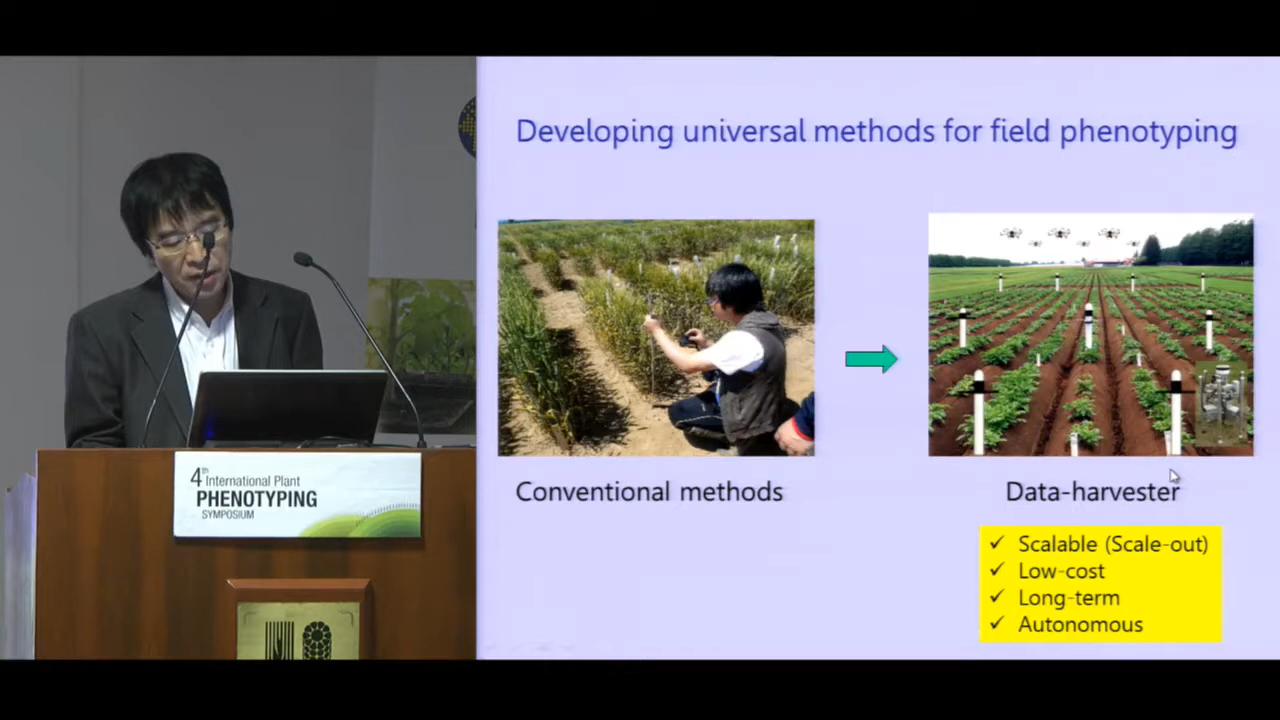 Developing universal methods for field phenotyping
Conventional methods
Data-harvester
✓ Scalable (Scale-out)
✓ Low-cost
✓ Long-term
✓ Autonomous
4th International Plant
PHENOTYPING
SYMPOSIUM